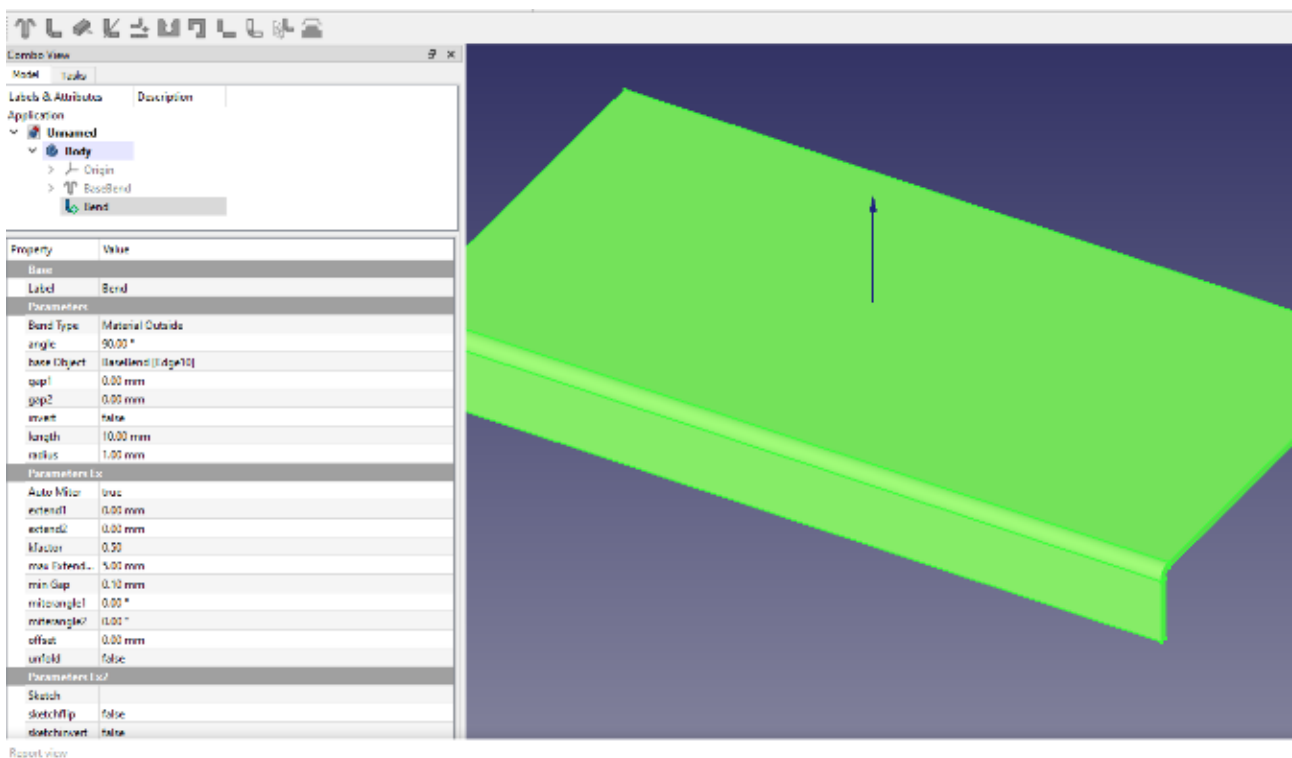 Combo View
Model Tasks
Labels & Attributes Description
Application
Unnamed
Body
Origin
BaseBend
Bend
Property Value
Base
Label Bend
Parameters
Bend Type Material Outside
angle 90.00 °
base Object BaseBend [Edge10]
gap1 0.00 mm
gap2 0.00 mm
invert false
length 10.00 mm
radius 1.00 mm
Parameters Ex
Auto Miter true
extend1 0.00 mm
extend2 0.00 mm
kfactor 0.50
max Extend... 5.00 mm
min Gap 0.10 mm
miterangle1 0.00 °
miterangle2 0.00 °
offset 0.00 mm
unfold false
Parameters Ex2
Sketch
sketchflip false
sketchinvert false
Report view